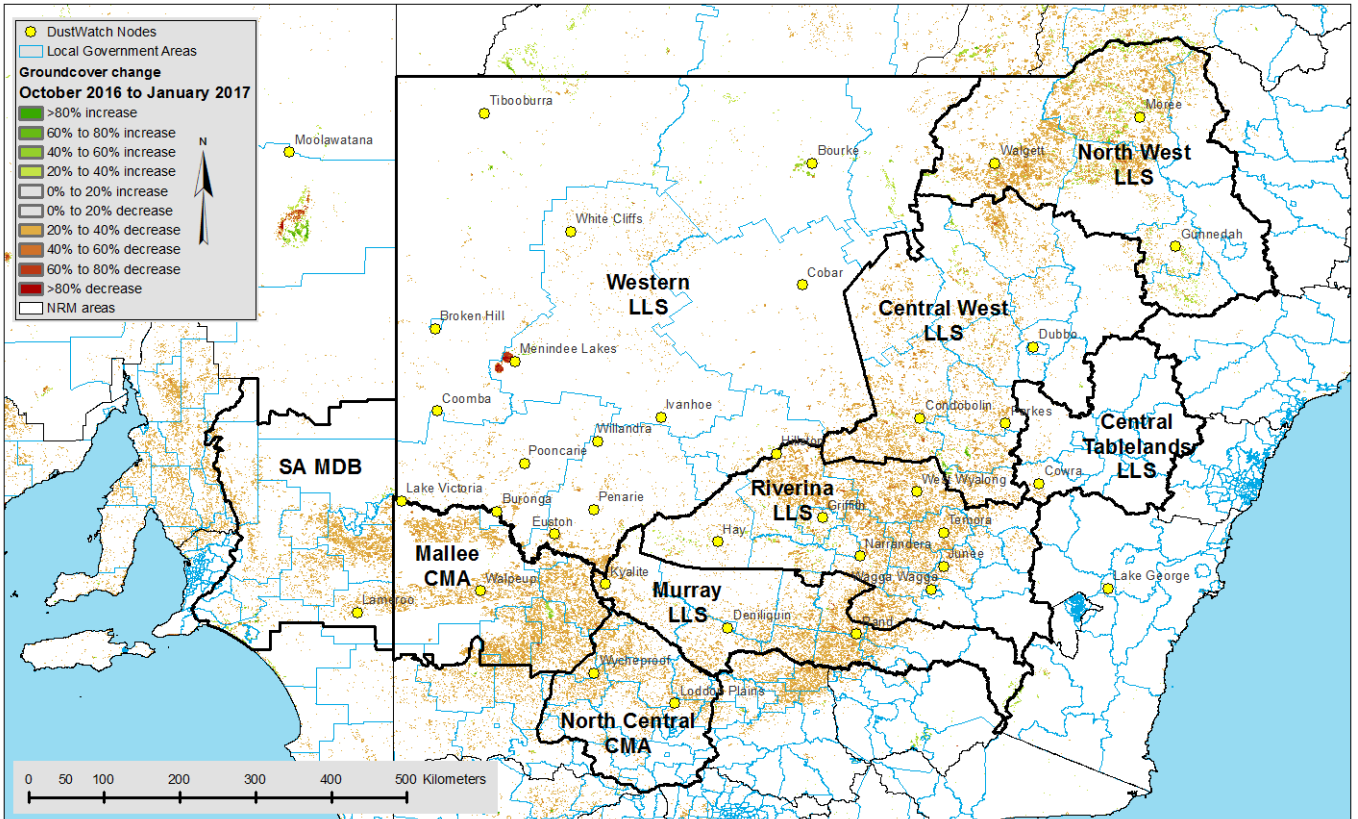 DustWatch Nodes
Local Government Areas
Groundcover change
October 2016 to January 2017
>80% increase
60% to 80% increase
40% to 60% increase
20% to 40% increase
0% to 20% increase
0% to 20% decrease
20% to 40% decrease
40% to 60% decrease
60% to 80% decrease
>80% decrease
NRM areas
N
Moolawatana
Tibooburra
Bourke
Moree
Walgett
North West
LLS
White Cliffs
Gunnedah
Western
LLS
Cobar
Central West
LLS
Broken Hill
Menindee Lakes
Dubbo
Coomba
Ivanhoe
Condobolin
Parkes
Willandra
Central
Tablelands
LLS
Hillston
Pooncarie
SA MDB
Cowra
Lake Victoria
Buronga
Penarie
Riverina
LLS
West Wyalong
Griffith
Euston
Hay
Temora
Mallee
CMA
Narrandera
Junee
Walpeup
Kyalite
Wagga Wagga
Murray
LLS
Lake George
Lameroo
Deniliquin
Rand
Wycheproof
Loddon Plains
North Central
CMA
0 50 100 200 300 400 500 Kilometers